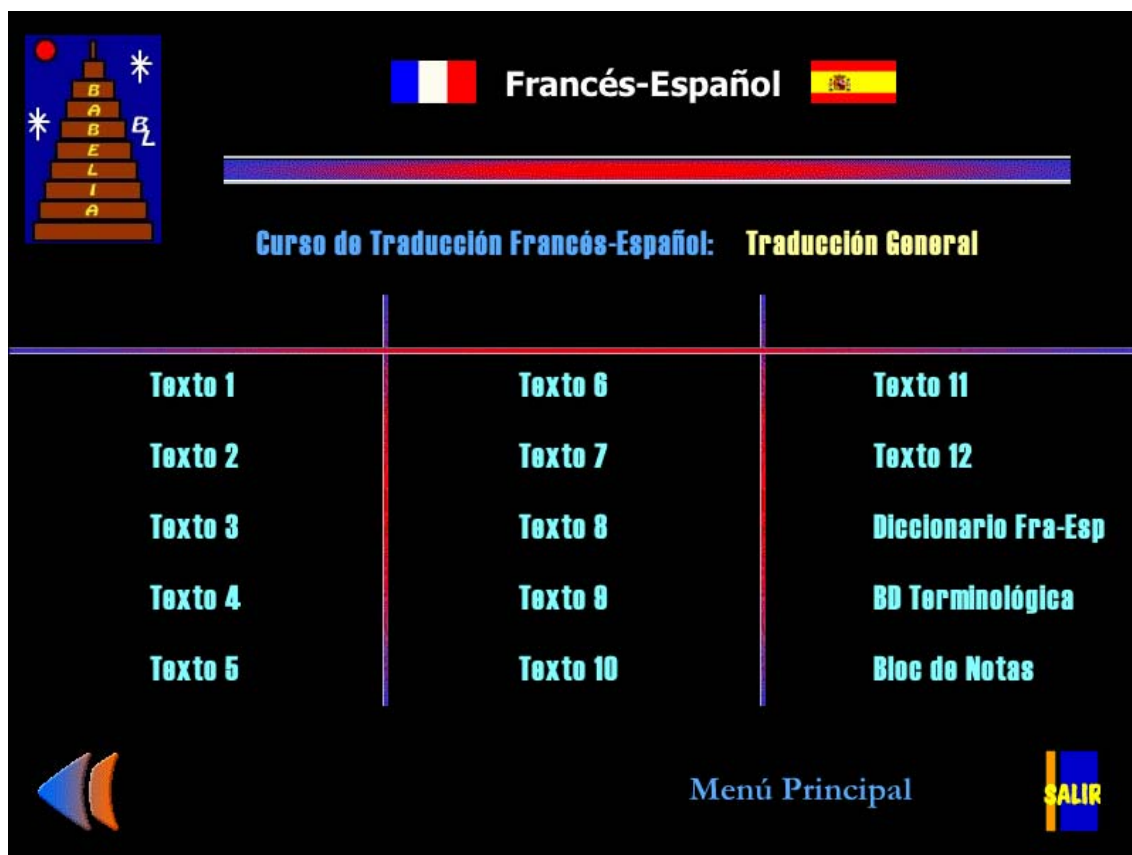 BABELIA
BL
Francés-Español
Curso de Traducción Francés-Español: Traducción General
Texto 1
Texto 2
Texto 3
Texto 4
Texto 5
Texto 6
Texto 7
Texto 8
Texto 9
Texto 10
Texto 11
Texto 12
Diccionario Fra-Esp
BD Terminológica
Bloc de Notas
Menú Principal
SALIR